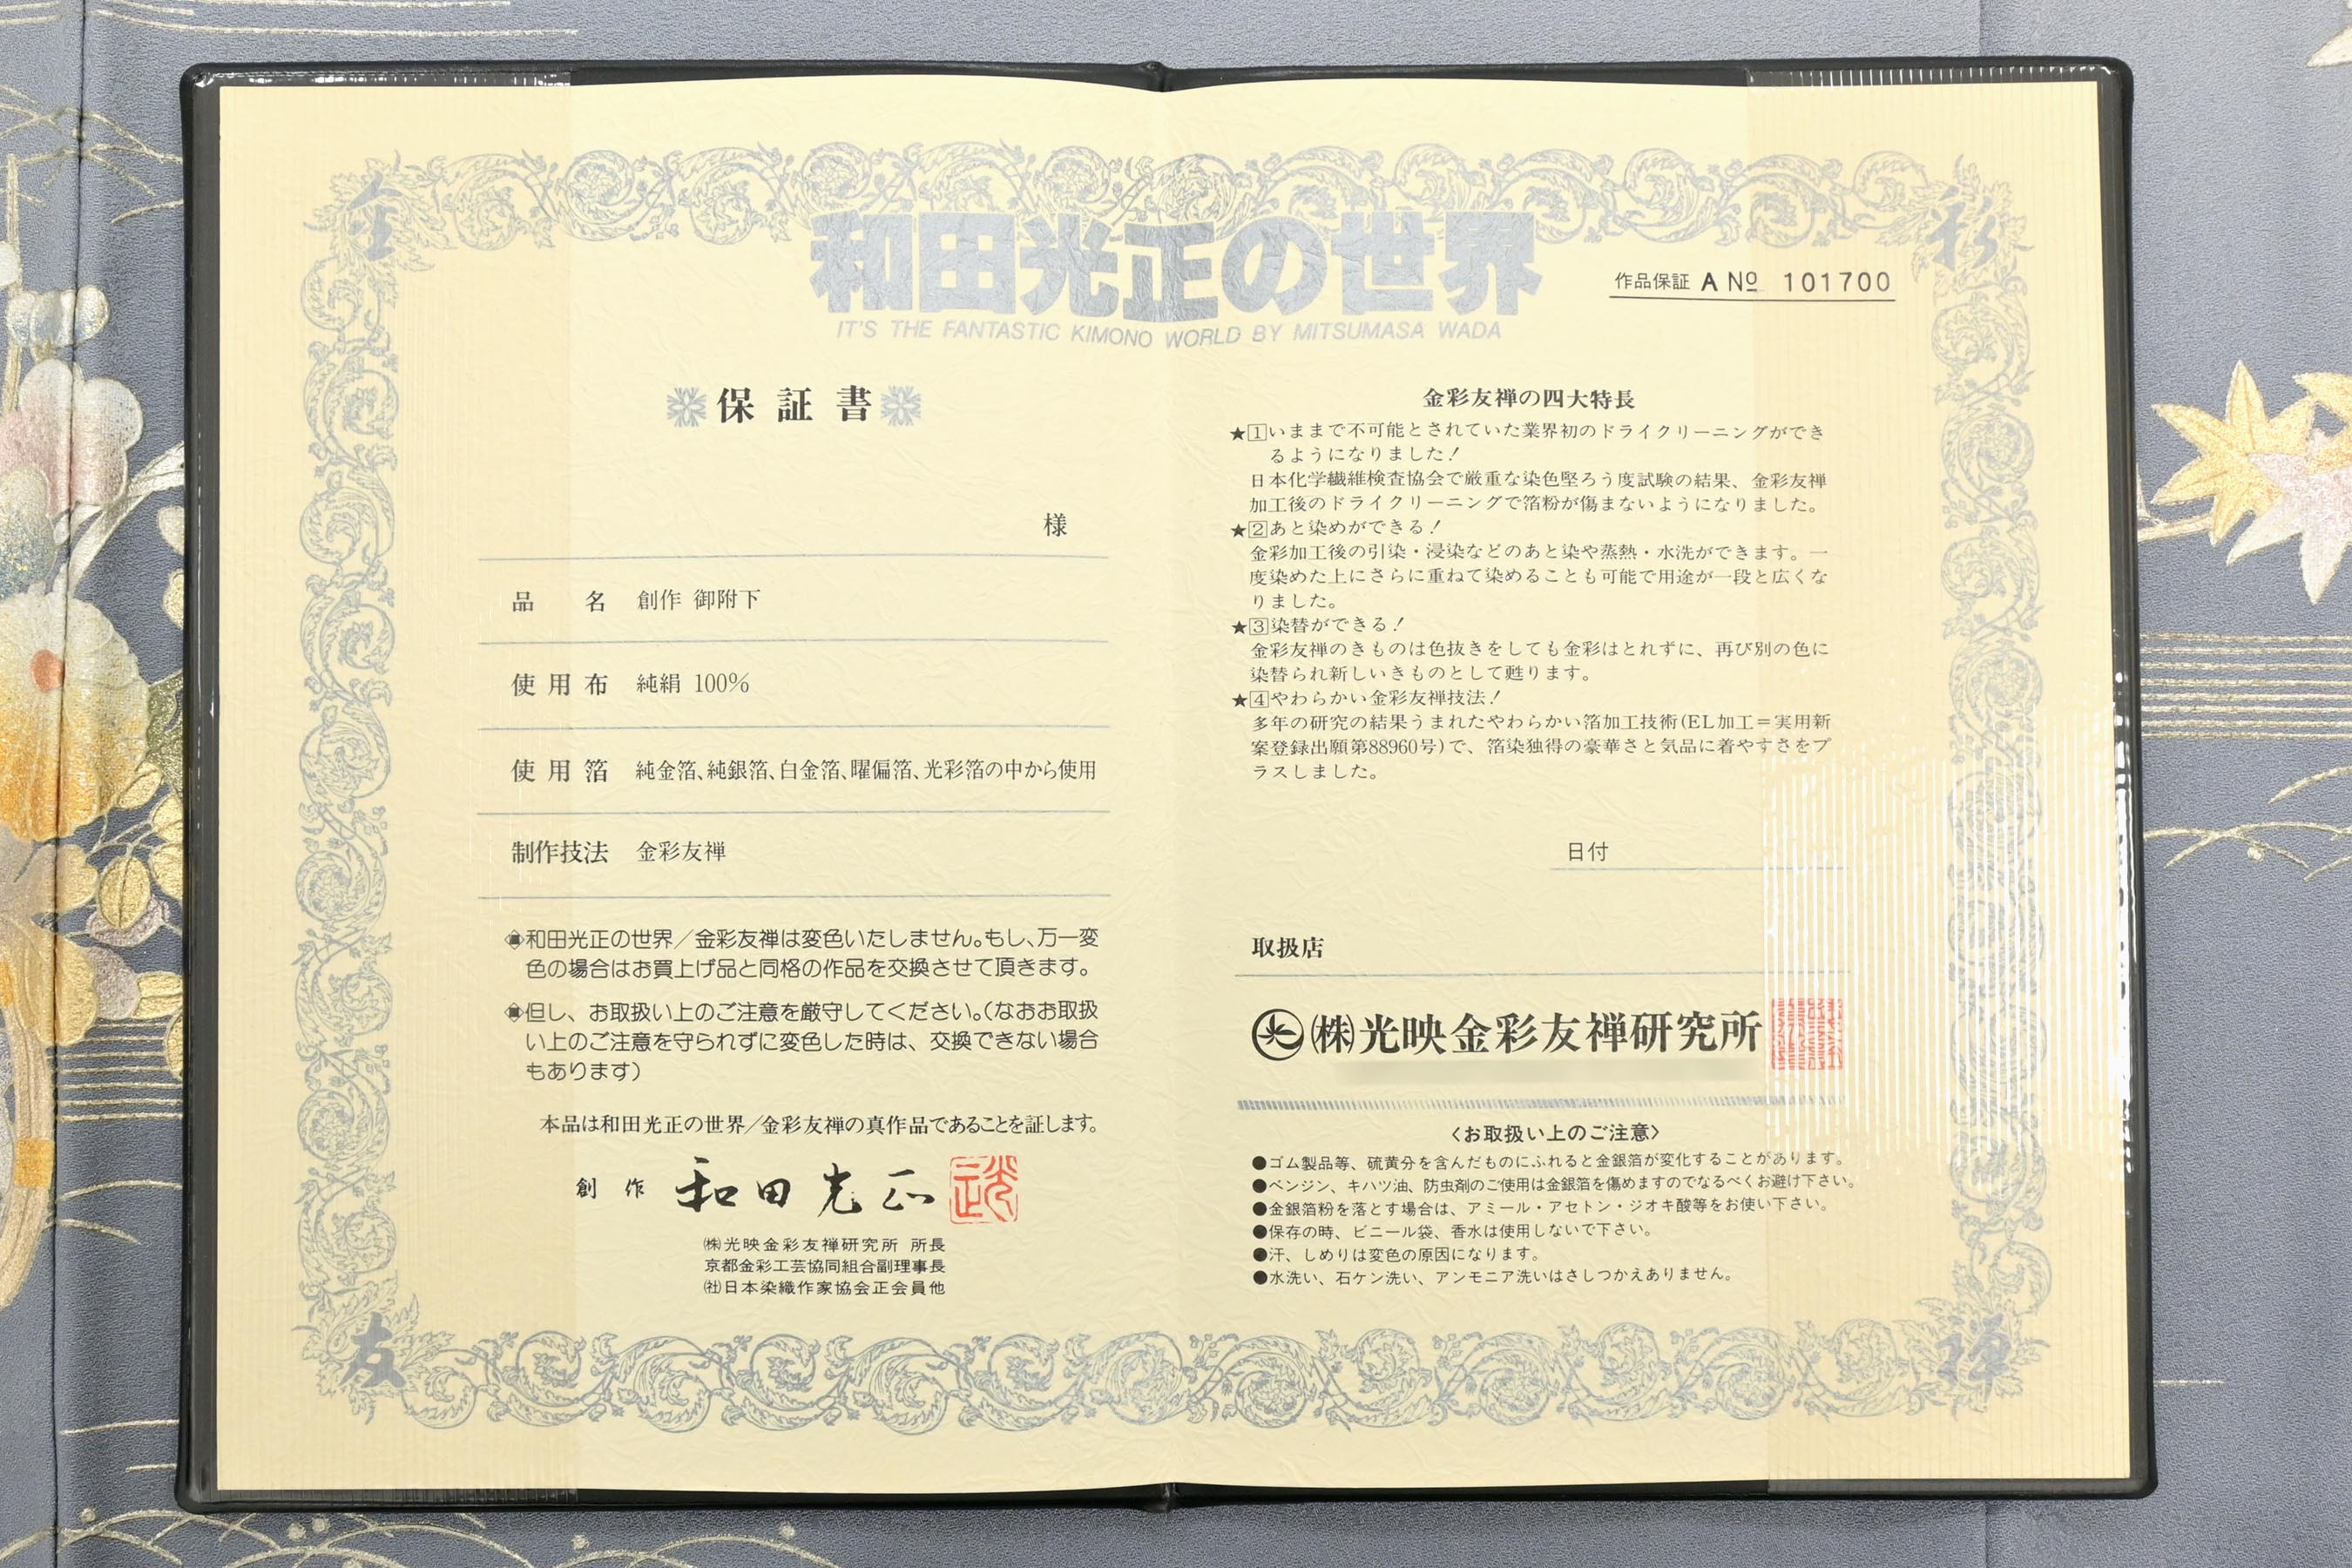 金
彩
和田光正の世界
IT'S THE FANTASTIC KIMONO WORLD BY MITSUMASA WADA
作品保証 A Nº 101700
保証書
様
品名 創作 御附下
使用布 純絹 100%
使用箔 純金箔、純銀箔、白金箔、曜偏箔、光彩箔の中から使用
制作技法 金彩友禅
和田光正の世界/金彩友禅は変色いたしません。もし、万一変
色の場合はお買上げ品と同格の作品を交換させて頂きます。
但し、お取扱い上のご注意を厳守してください。(なおお取扱
い上のご注意を守られずに変色した時は、交換できない場合
もあります)
本品は和田光正の世界/金彩友禅の真作品であることを証します。
創作 和田光正
㈱光映金彩友禅研究所 所長
京都金彩工芸協同組合副理事長
㈳日本染織作家協会正会員他
金彩友禅の四大特長
★1いままで不可能とされていた業界初のドライクリーニングができ
るようになりました!
日本化学繊維検査協会で厳重な染色堅ろう度試験の結果、金彩友禅
加工後のドライクリーニングで箔粉が傷まないようになりました。
★2あと染めができる!
金彩加工後の引染・浸染などのあと染や蒸熱・水洗ができます。一
度染めた上にさらに重ねて染めることも可能で用途が一段と広くな
りました。
★3染替ができる!
金彩友禅のきものは色抜きをしても金彩はとれずに、再び別の色に
染替られ新しいきものとして甦ります。
★4やわらかい金彩友禅技法!
多年の研究の結果うまれたやわらかい箔加工技術(EL加工=実用新
案登録出願第88960号)で、箔染独得の豪華さと気品に着やすさをプ
ラスしました。
日付
取扱店
㈱光映金彩友禅研究所
〈お取扱い上のご注意〉
●ゴム製品等、硫黄分を含んだものにふれると金銀箔が変化することがあります。
●ベンジン、キハツ油、防虫剤のご使用は金銀箔を傷めますのでなるべくお避け下さい。
●金銀箔粉を落とす場合は、アミール・アセトン・ジオキ酸等をお使い下さい。
●保存の時、ビニール袋、香水は使用しないで下さい。
●汗、しめりは変色の原因になります。
●水洗い、石ケン洗い、アンモニア洗いはさしつかえありません。
友
禅